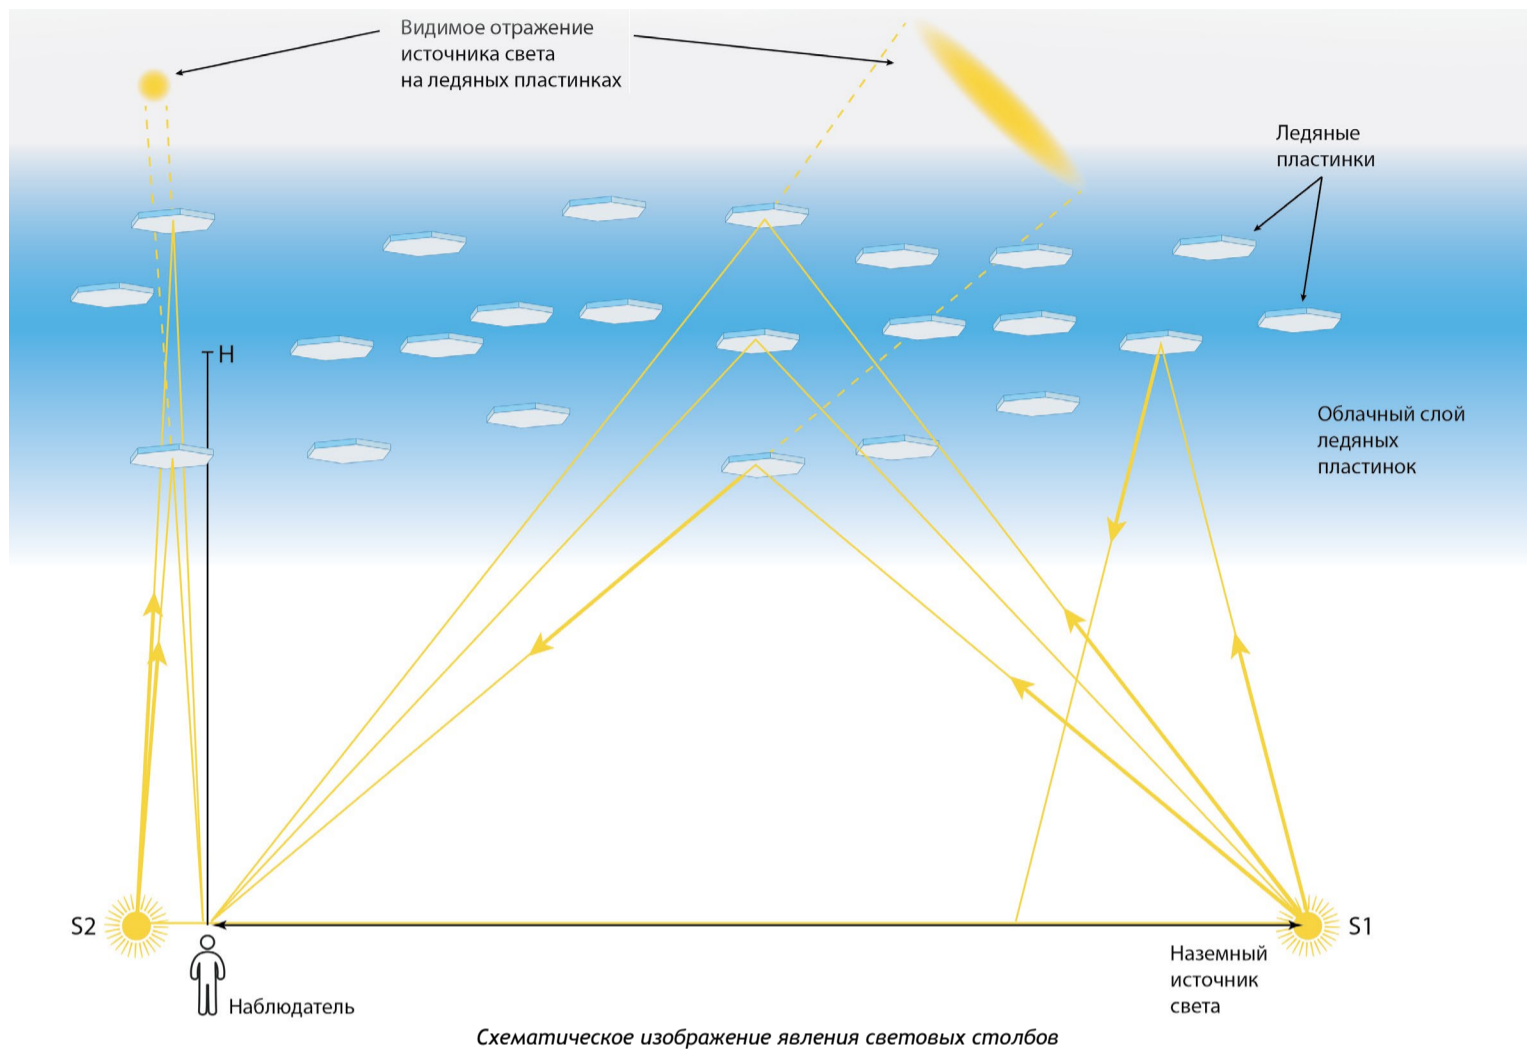 Видимое отражение
источника света
на ледяных пластинках
Ледяные
пластинки
H
Облачный слой
ледяных
пластинок
S2
S1
Наземный
источник
света
Наблюдатель
Схематическое изображение явления световых столбов